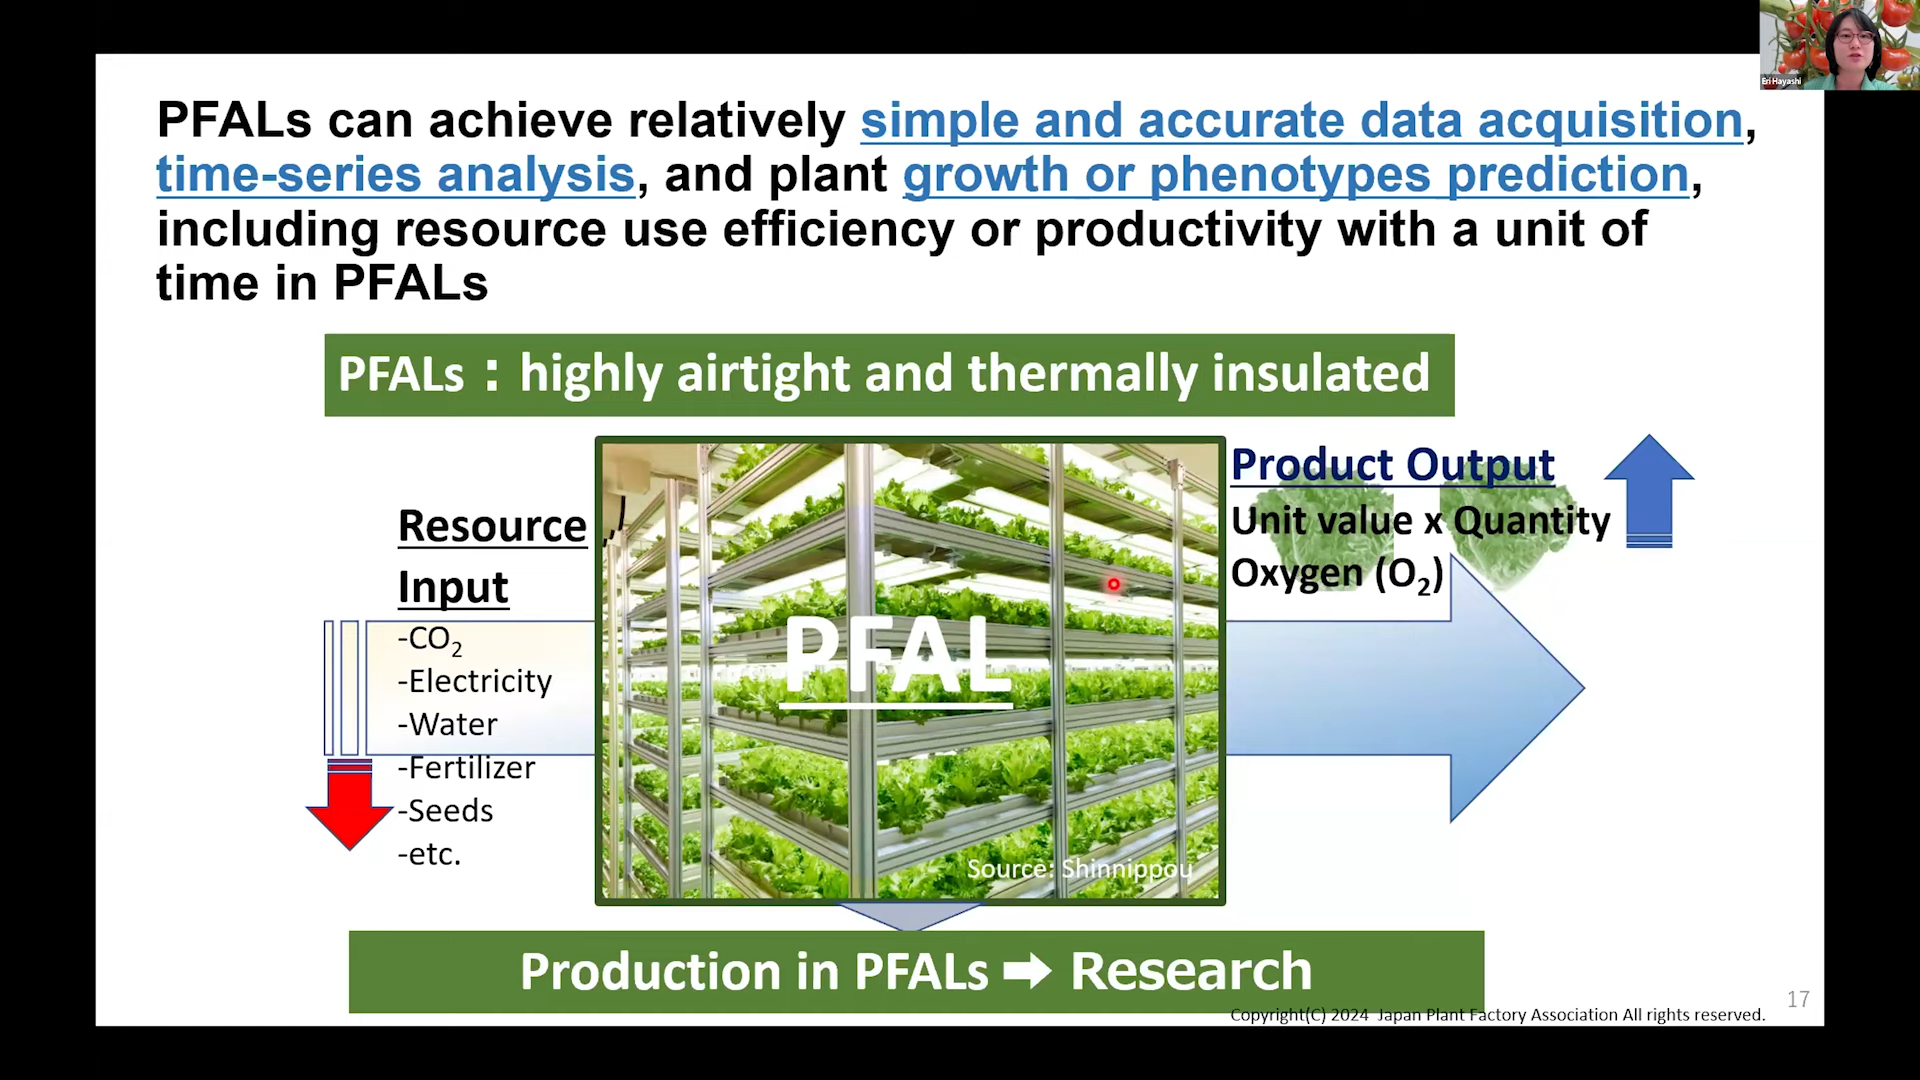 Eri Hayashi
PFALs can achieve relatively simple and accurate data acquisition,
time-series analysis, and plant growth or phenotypes prediction,
including resource use efficiency or productivity with a unit of
time in PFALs
PFALs：highly airtight and thermally insulated
Resource
Input
-CO₂
-Electricity
-Water
-Fertilizer
-Seeds
-etc.
PFAL
Source: Shinnippou
Product Output
Unit value x Quantity
Oxygen (O₂)
Production in PFALs ➡ Research
17
Copyright(C) 2024 Japan Plant Factory Association All rights reserved.